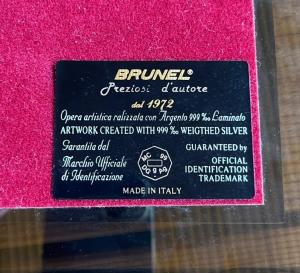 BRUNEL®
Preziosi d'autore
dal 1972
Opera artistica ralizzata con Argento 999 ‰ Laminato
ARTWORK CREATED WITH 999 ‰ WEIGTHED SILVER
Garantita dal
Marchio Ufficiale
di Identificazione
GUARANTEED by
OFFICIAL
IDENTIFICATION
TRADEMARK
MADE IN ITALY